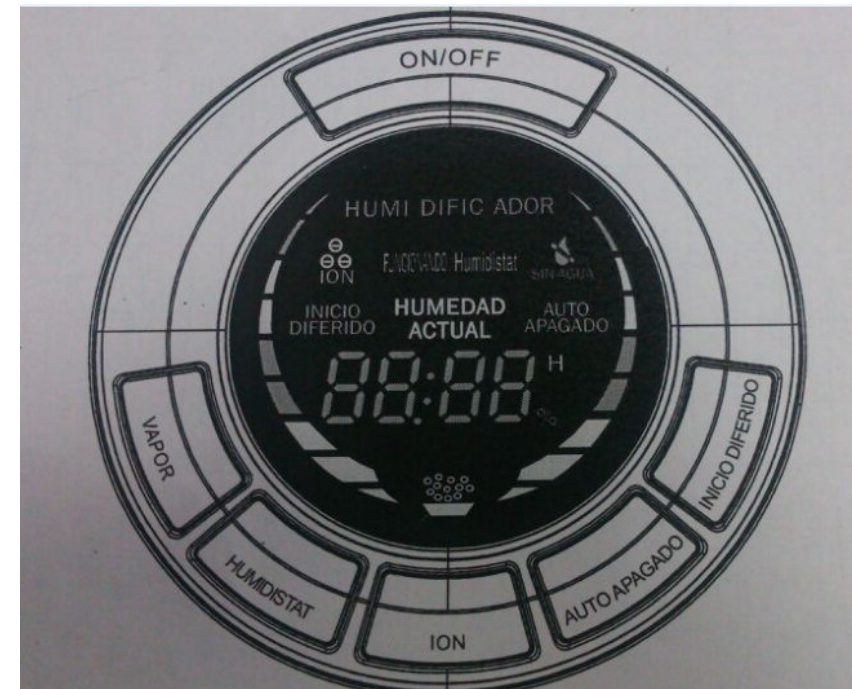 ON/OFF
HUMI DIFIC ADOR
ION
FUNCIONANDO Humidistat
SIN AGUA
INICIO
DIFERIDO
HUMEDAD
ACTUAL
AUTO
APAGADO
88:88 H
%
VAPOR
HUMIDISTAT
ION
AUTO APAGADO
INICIO DIFERIDO